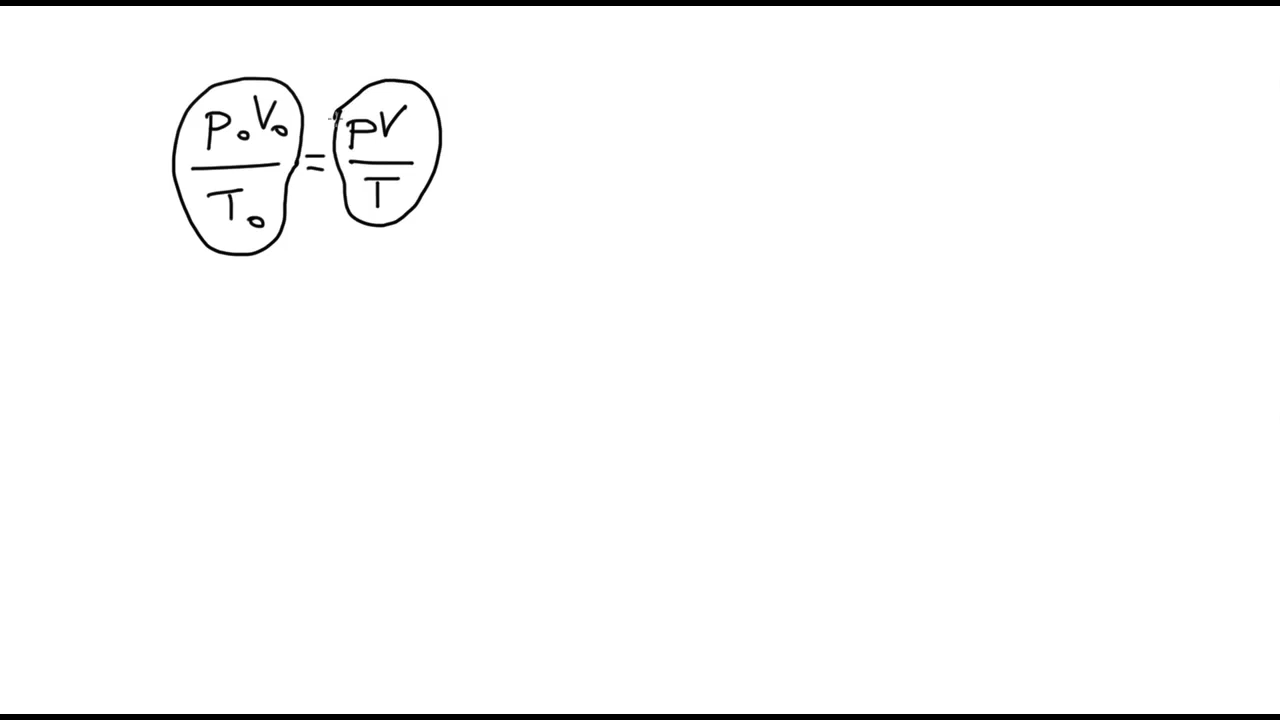 P₀V₀/T₀ = pV/T